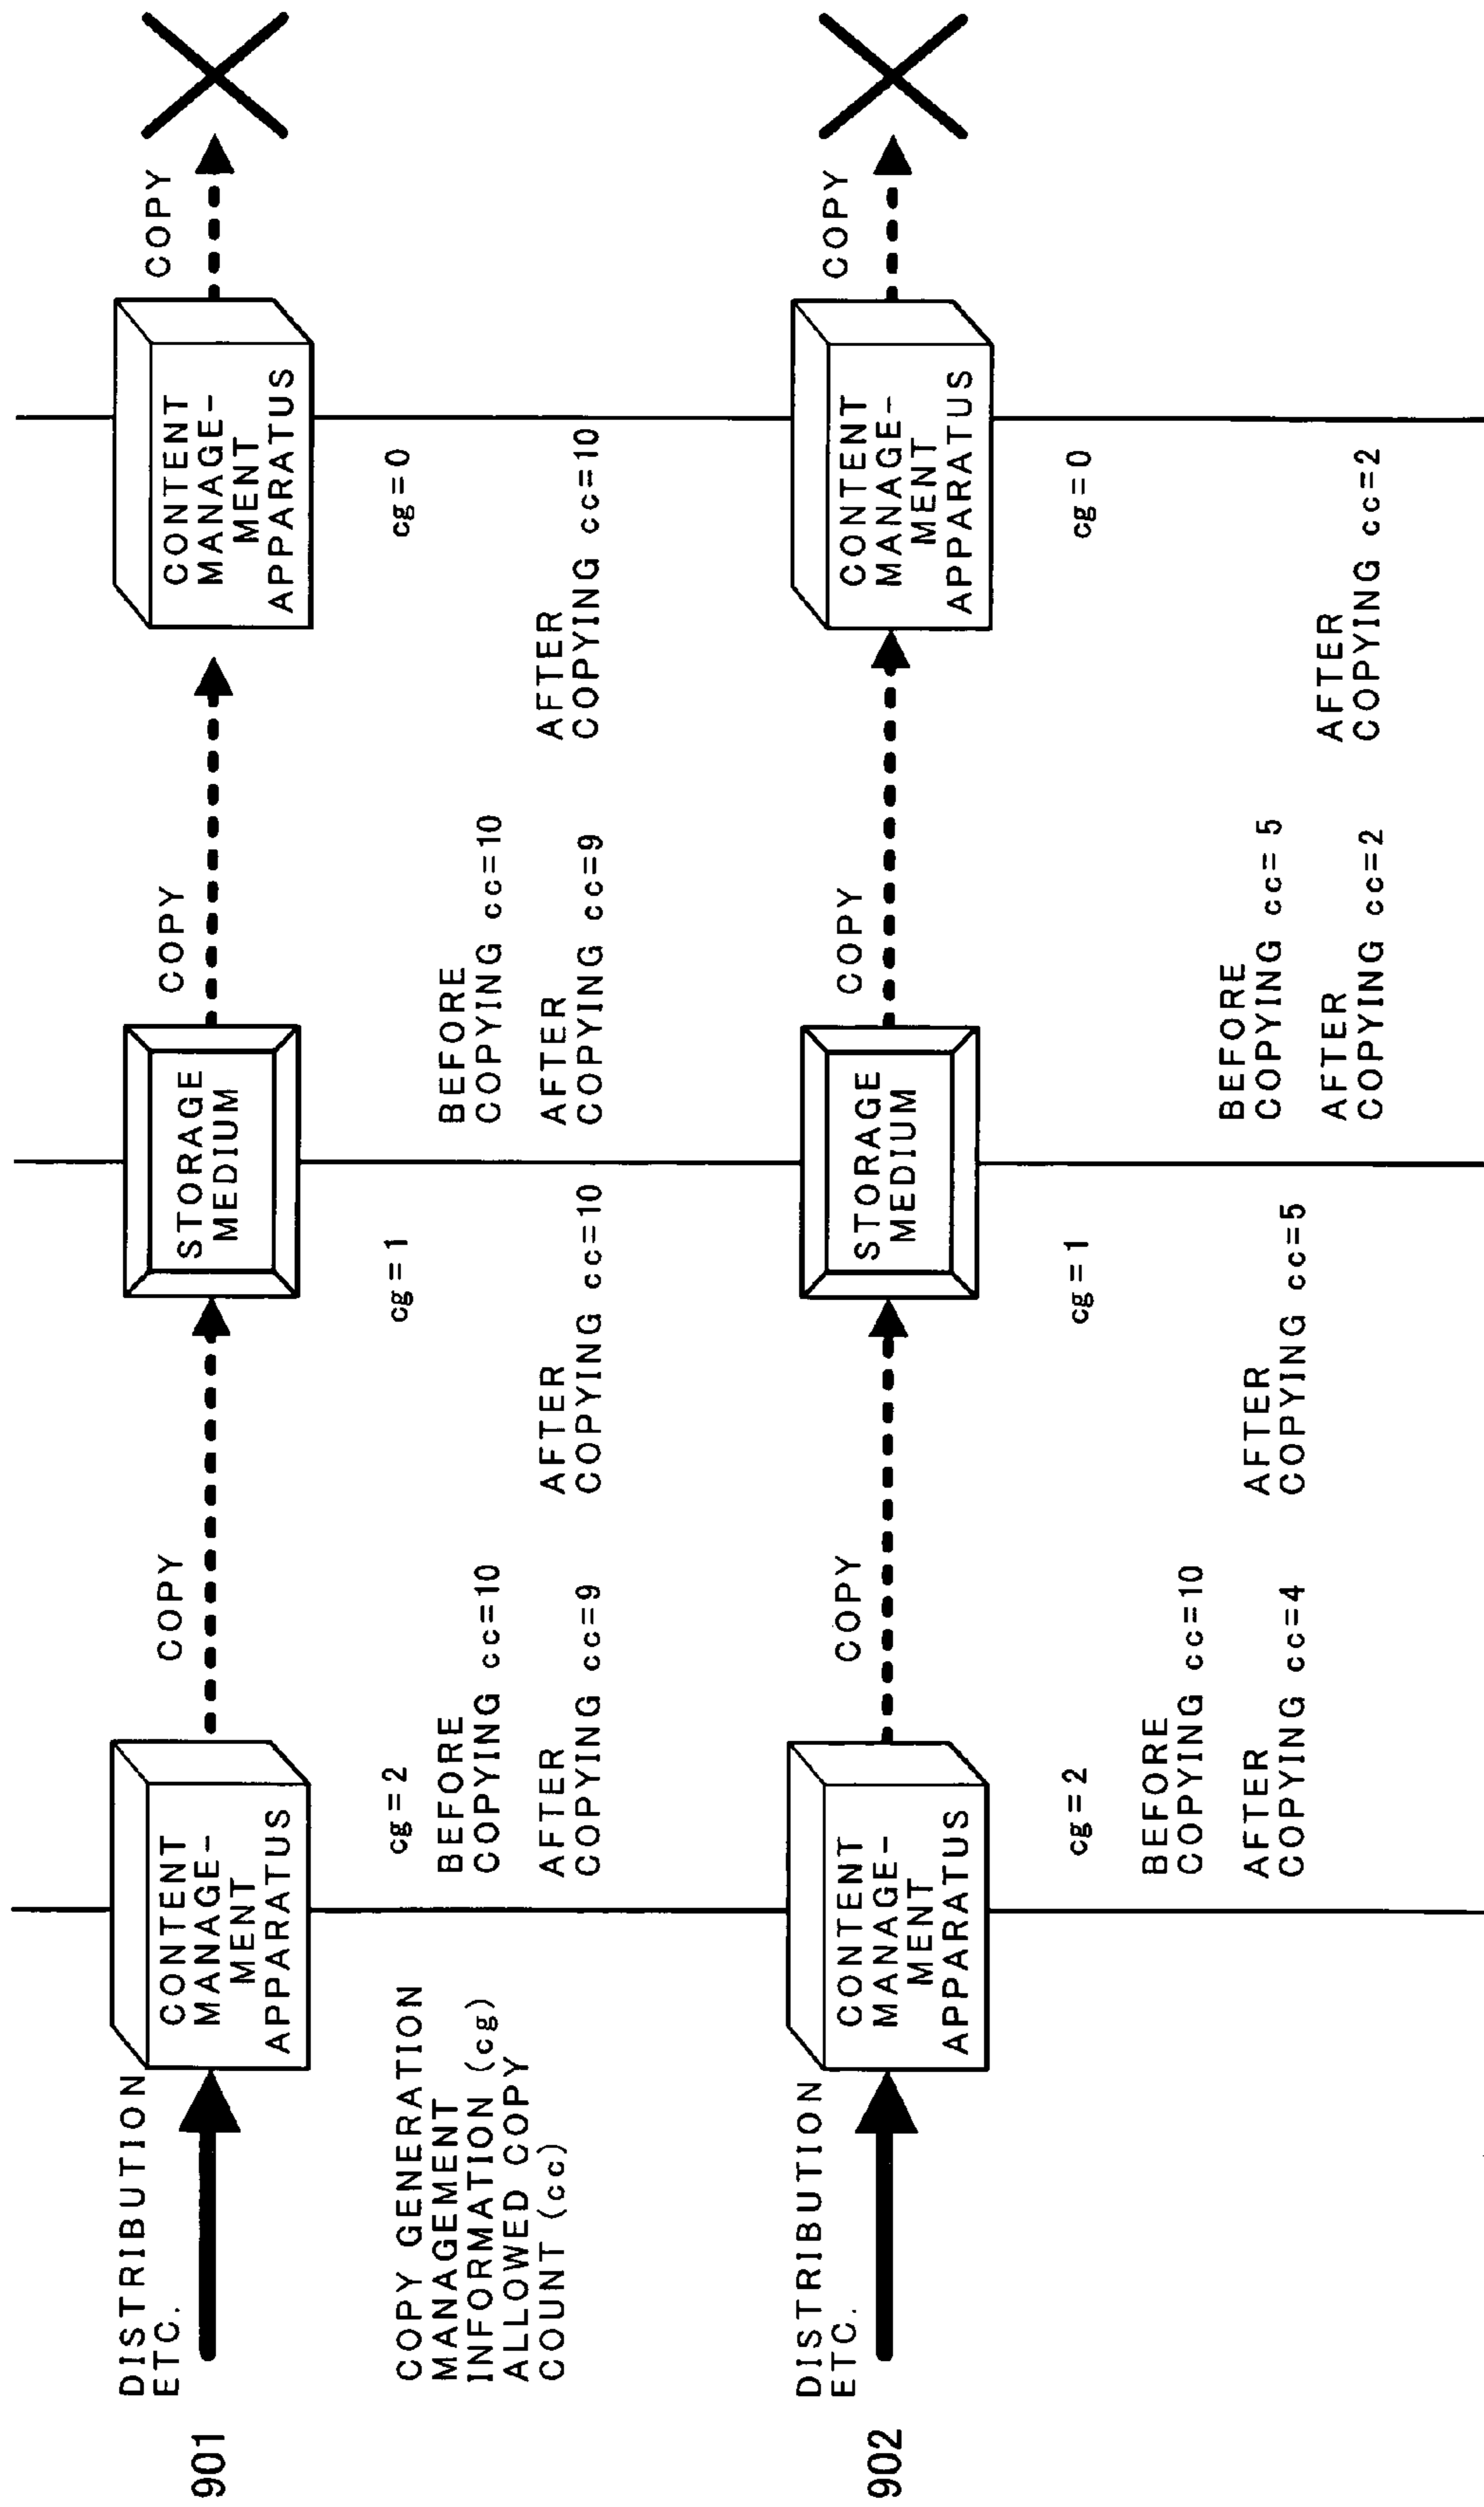 901
DISTRIBUTION
ETC.
CONTENT
MANAGE-
MENT
APPARATUS
COPY
STORAGE
MEDIUM
COPY
CONTENT
MANAGE-
MENT
APPARATUS
COPY
COPY GENERATION
MANAGEMENT
INFORMATION (cg)
ALLOWED COPY
COUNT (cc)
cg=2
BEFORE
COPYING cc=10
AFTER
COPYING cc=9
cg=1
AFTER
COPYING cc=10
BEFORE
COPYING cc=10
AFTER
COPYING cc=9
cg=0
AFTER
COPYING cc=10
902
DISTRIBUTION
ETC.
CONTENT
MANAGE-
MENT
APPARATUS
COPY
STORAGE
MEDIUM
COPY
CONTENT
MANAGE-
MENT
APPARATUS
COPY
cg=2
BEFORE
COPYING cc=10
AFTER
COPYING cc=4
cg=1
AFTER
COPYING cc=5
BEFORE
COPYING cc=5
AFTER
COPYING cc=2
cg=0
AFTER
COPYING cc=2